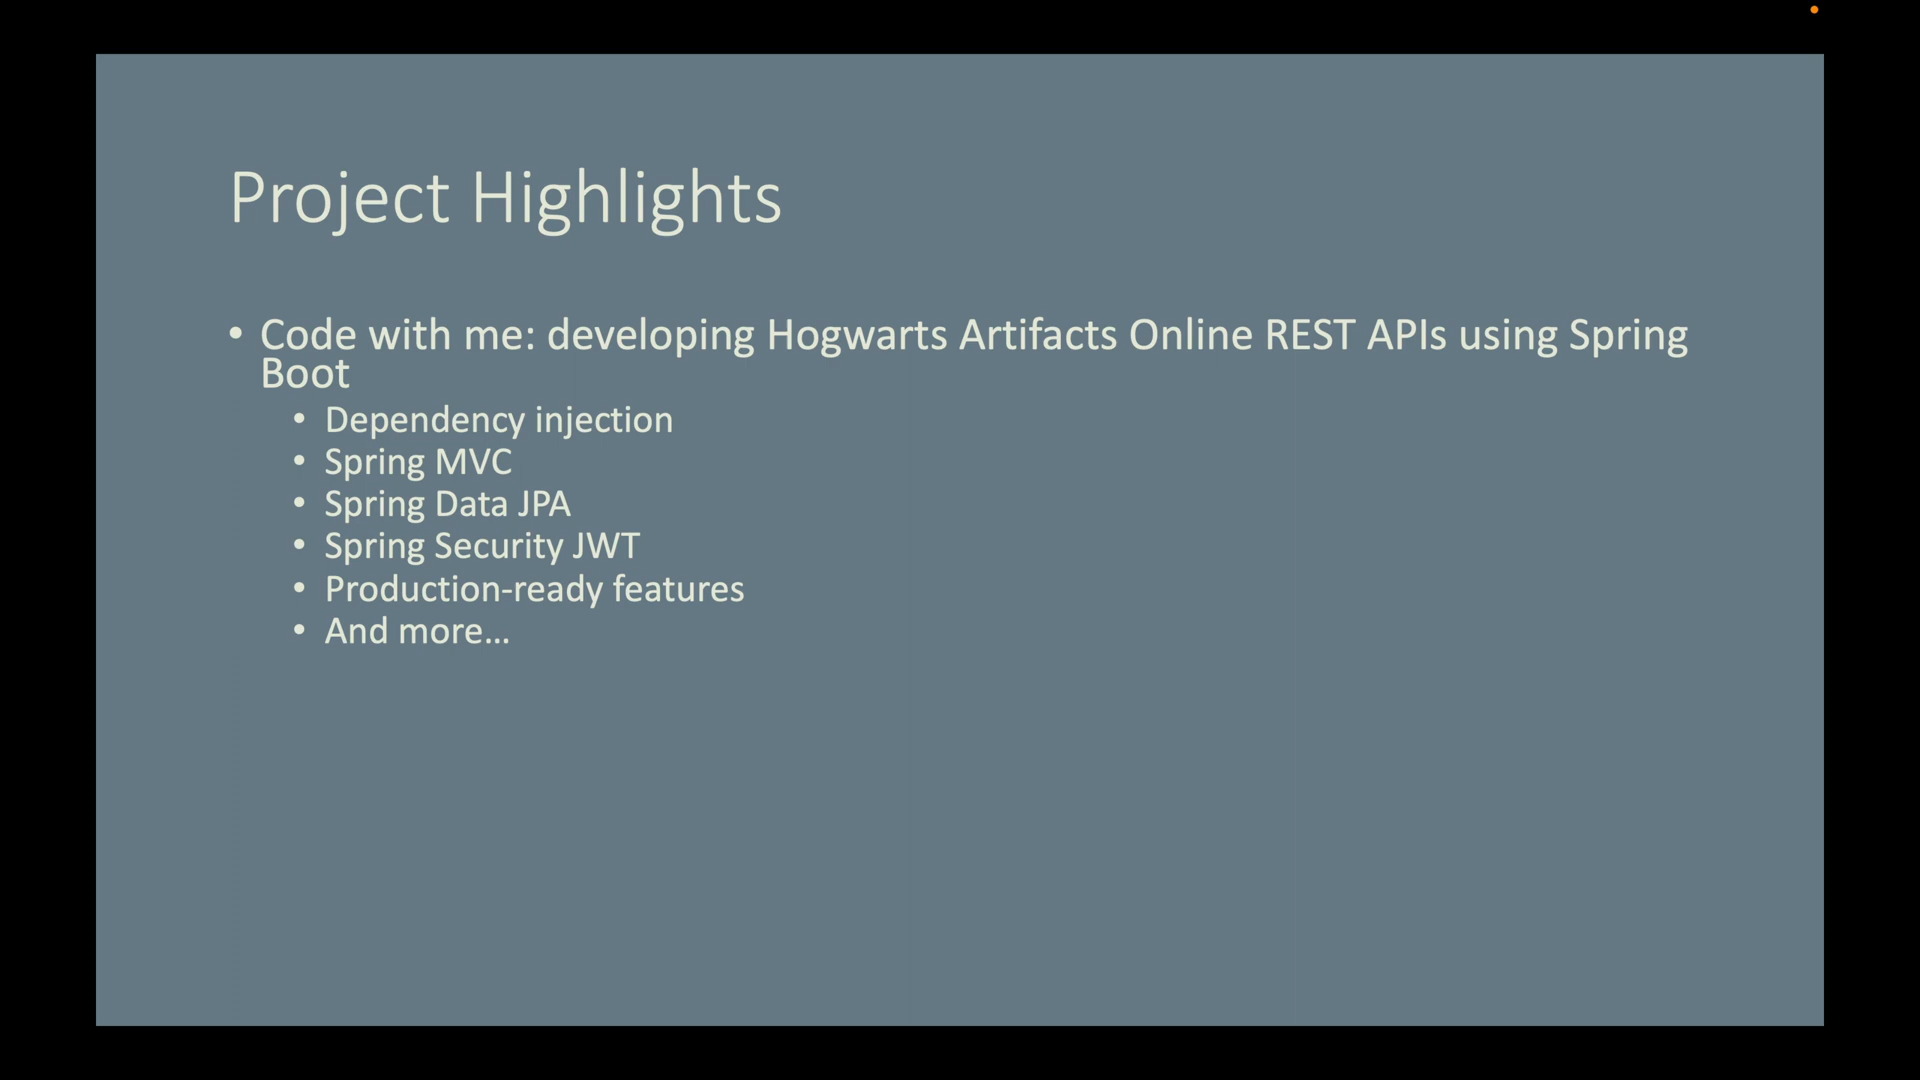 Project Highlights
• Code with me: developing Hogwarts Artifacts Online REST APIs using Spring
Boot
• Dependency injection
• Spring MVC
• Spring Data JPA
• Spring Security JWT
• Production-ready features
• And more…